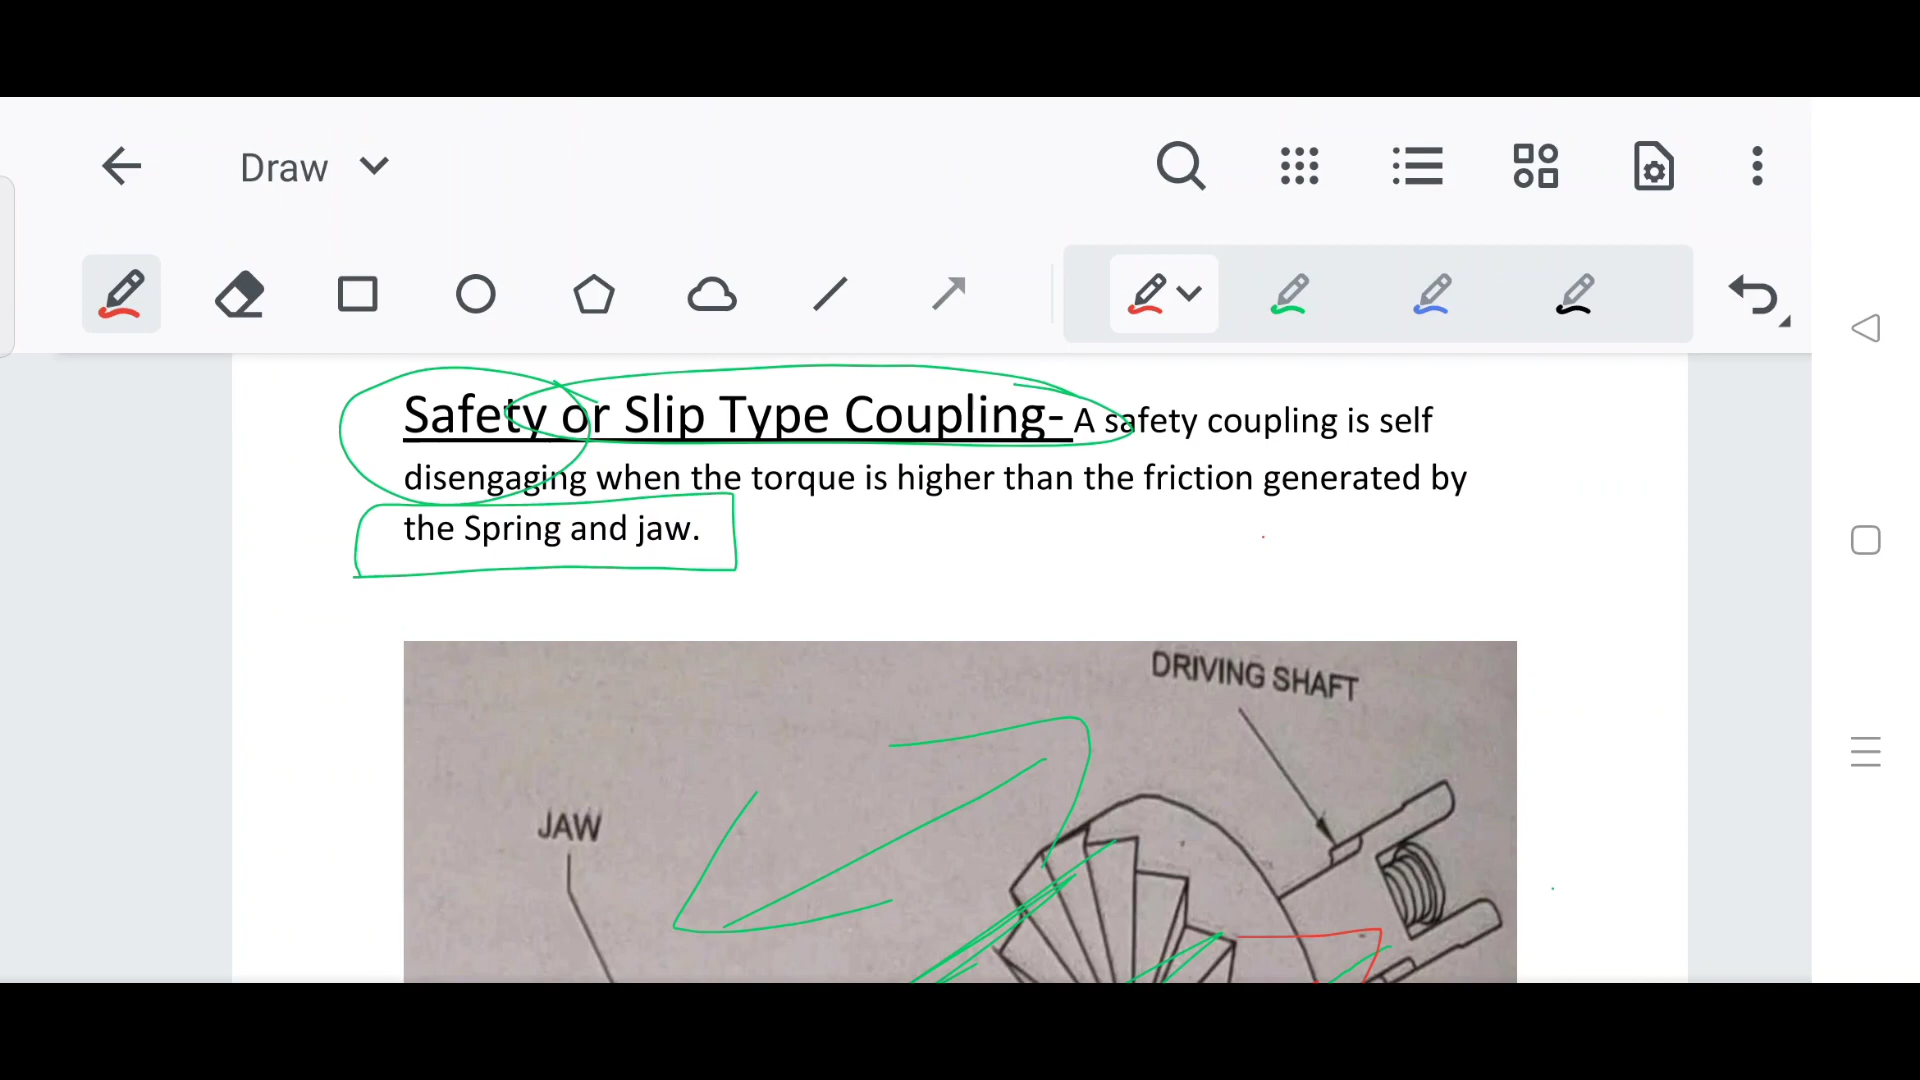 Draw
Safety or Slip Type Coupling- A safety coupling is self
disengaging when the torque is higher than the friction generated by
the Spring and jaw.
DRIVING SHAFT
JAW